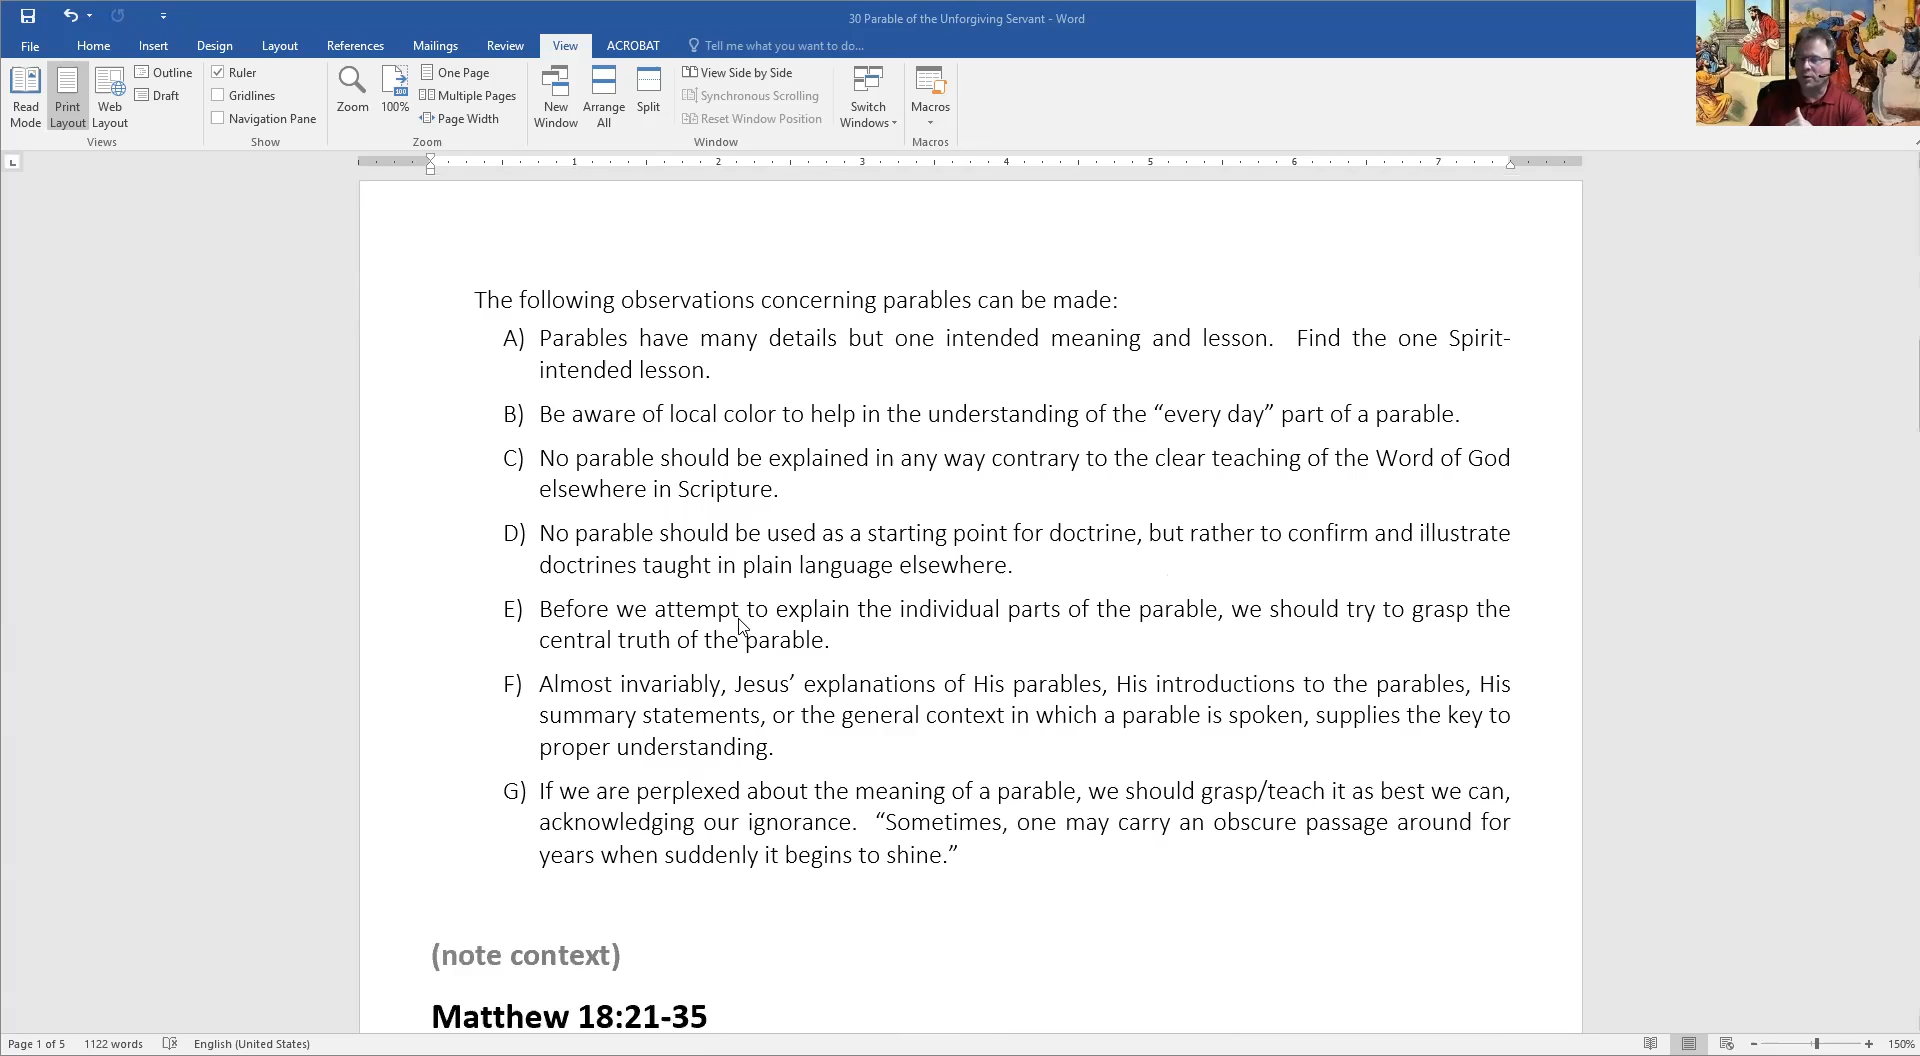 30 Parable of the Unforgiving Servant - Word
File Home Insert Design Layout References Mailings Review View ACROBAT Tell me what you want to do...
Read Mode
Print Layout
Web Layout
Outline
Draft
Views
Ruler
Gridlines
Navigation Pane
Show
Zoom
100
100%
One Page
Multiple Pages
Page Width
Zoom
New Window
Arrange All
Split
View Side by Side
Synchronous Scrolling
Reset Window Position
Window
Switch Windows
Macros
Macros
1 2 3 4 5 6 7
The following observations concerning parables can be made:
A) Parables have many details but one intended meaning and lesson. Find the one Spirit-
intended lesson.
B) Be aware of local color to help in the understanding of the “every day” part of a parable.
C) No parable should be explained in any way contrary to the clear teaching of the Word of God
elsewhere in Scripture.
D) No parable should be used as a starting point for doctrine, but rather to confirm and illustrate
doctrines taught in plain language elsewhere.
E) Before we attempt to explain the individual parts of the parable, we should try to grasp the
central truth of the parable.
F) Almost invariably, Jesus’ explanations of His parables, His introductions to the parables, His
summary statements, or the general context in which a parable is spoken, supplies the key to
proper understanding.
G) If we are perplexed about the meaning of a parable, we should grasp/teach it as best we can,
acknowledging our ignorance. “Sometimes, one may carry an obscure passage around for
years when suddenly it begins to shine.”
(note context)
Matthew 18:21-35
Page 1 of 5 1122 words English (United States) 150%